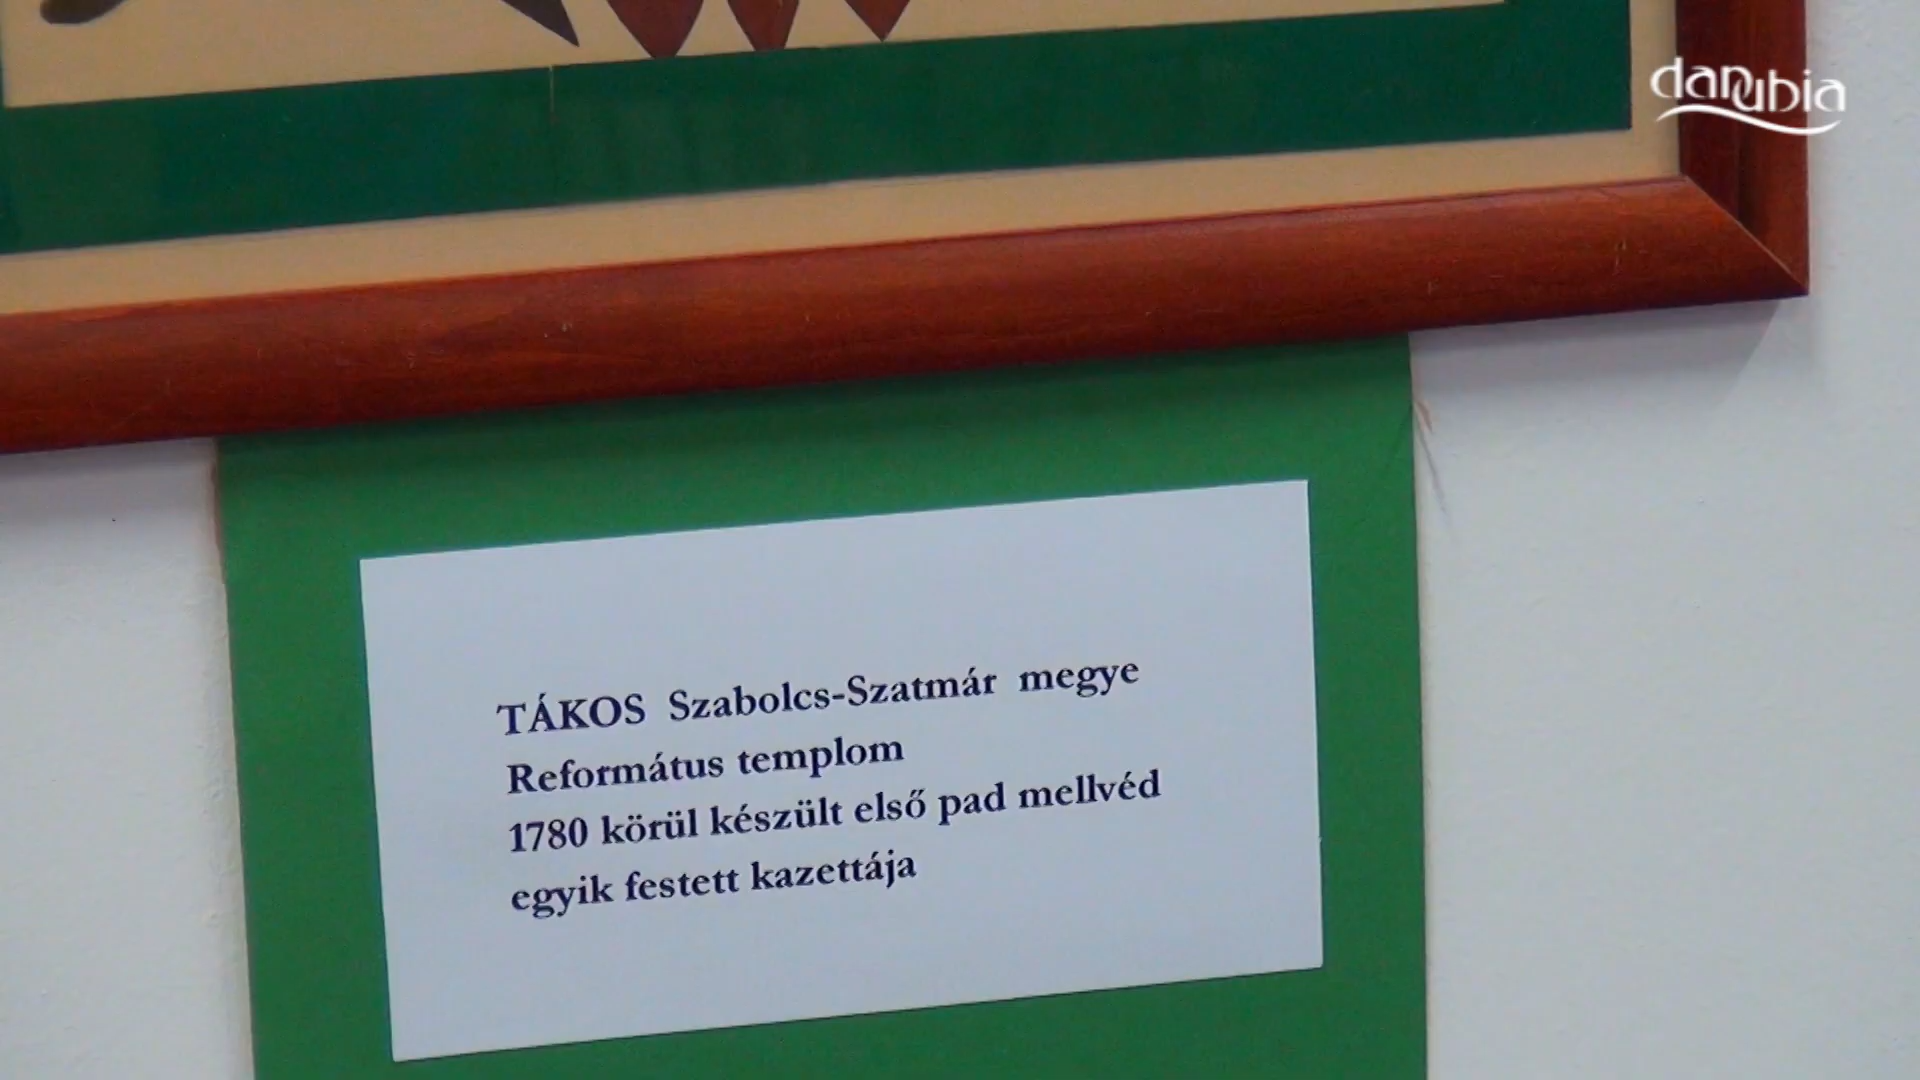 danubia
TÁKOS Szabolcs-Szatmár megye
Református templom
1780 körül készült első pad mellvéd
egyik festett kazettája